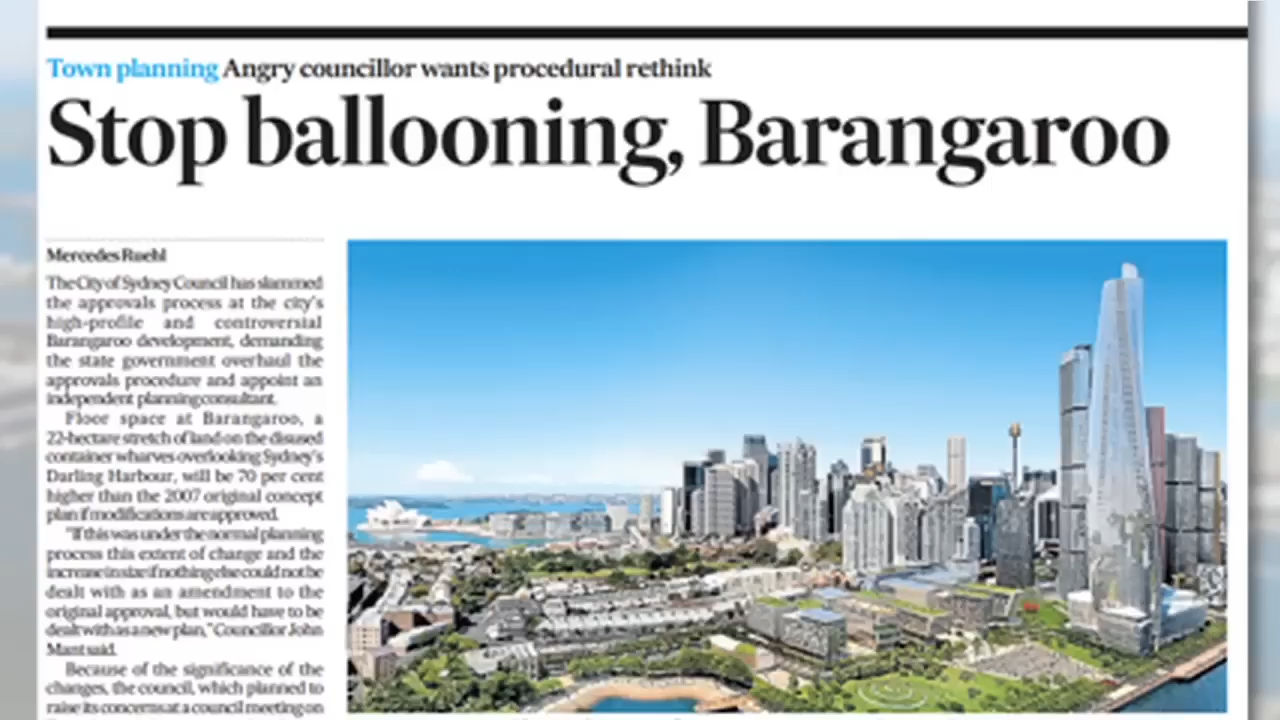 Town planning Angry councillor wants procedural rethink
Stop ballooning, Barangaroo
Mercedes Ruehl
The City of Sydney Council has slammed
the approvals process at the city's
high-profile and controversial
Barangaroo development, demanding
the state government overhaul the
approvals procedure and appoint an
independent planning consultant.
Floor space at Barangaroo, a
22-hectare stretch of land on the disused
container wharves overlooking Sydney's
Darling Harbour, will be 70 per cent
higher than the 2007 original concept
plan if modifications are approved.
"If this was under the normal planning
process this extent of change and the
increase in size if nothing else could not be
dealt with as an amendment to the
original approval, but would have to be
dealt with as a new plan," Councillor John
Mant said.
Because of the significance of the
changes, the council, which planned to
raise its concerns at a council meeting on